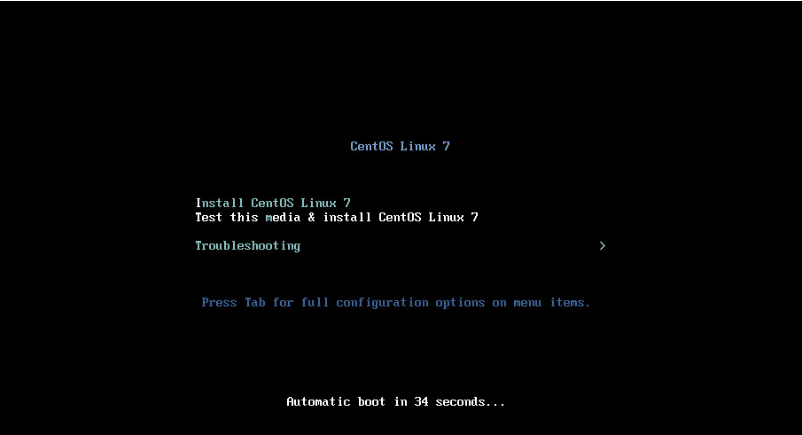 CentOS Linux 7
Install CentOS Linux 7
Test this media & install CentOS Linux 7
Troubleshooting >
Press Tab for full configuration options on menu items.
Automatic boot in 34 seconds...